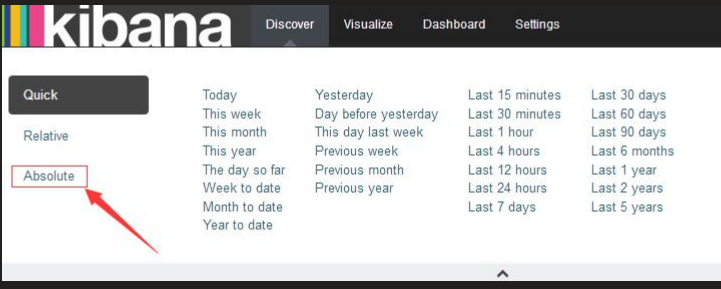 kibana Discover Visualize Dashboard Settings
Quick
Relative
Absolute
Today
This week
This month
This year
The day so far
Week to date
Month to date
Year to date
Yesterday
Day before yesterday
This day last week
Previous week
Previous month
Previous year
Last 15 minutes
Last 30 minutes
Last 1 hour
Last 4 hours
Last 12 hours
Last 24 hours
Last 7 days
Last 30 days
Last 60 days
Last 90 days
Last 6 months
Last 1 year
Last 2 years
Last 5 years